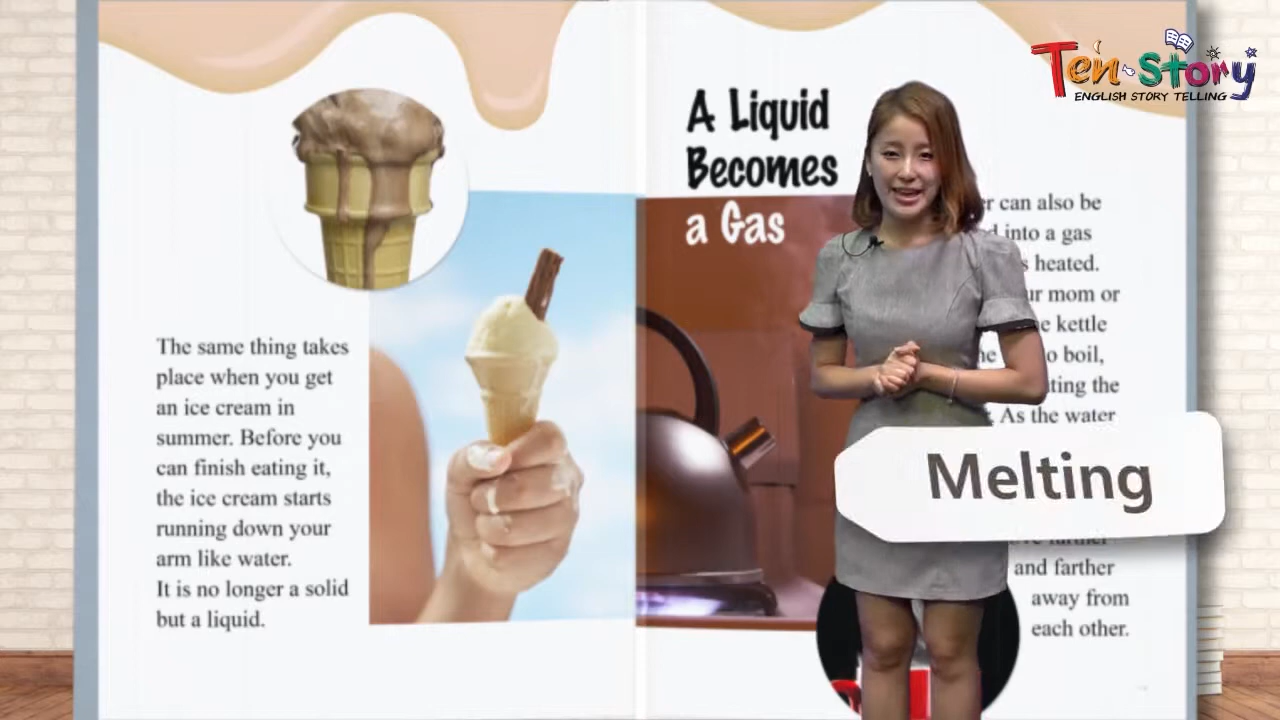 Ten Story
ENGLISH STORY TELLING
The same thing takes
place when you get
an ice cream in
summer. Before you
can finish eating it,
the ice cream starts
running down your
arm like water.
It is no longer a solid
but a liquid.
A Liquid
Becomes
a Gas
can also be
into a gas
heated.
mom or
kettle
boil,
the
As the water
Melting
farther
and farther
away from
each other.